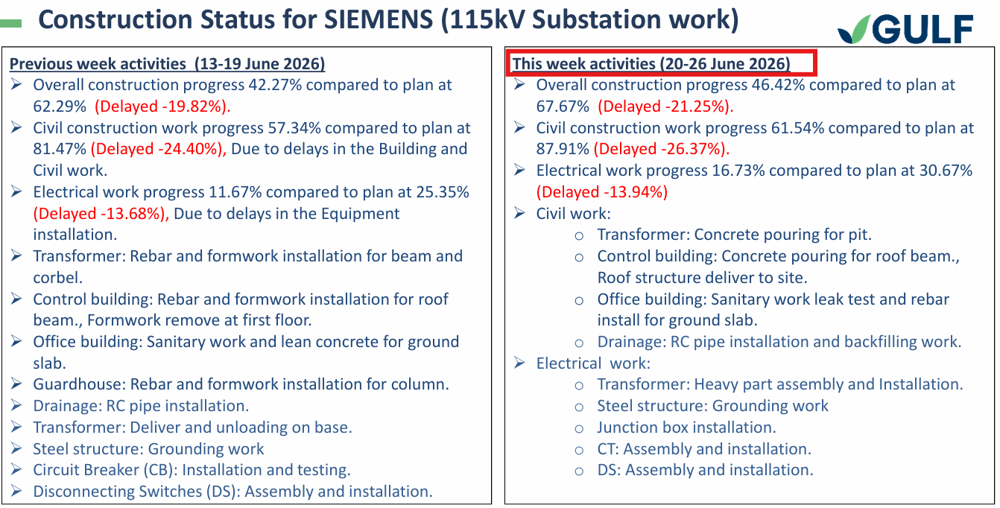 Construction Status for SIEMENS (115kV Substation work)
GULF
Previous week activities  (13-19 June 2026)
➢ Overall construction progress 42.27% compared to plan at
62.29%  (Delayed -19.82%).
➢ Civil construction work progress 57.34% compared to plan at
81.47% (Delayed -24.40%), Due to delays in the Building and
Civil work.
➢ Electrical work progress 11.67% compared to plan at 25.35%
(Delayed -13.68%), Due to delays in the Equipment
installation.
➢ Transformer: Rebar and formwork installation for beam and
corbel.
➢ Control building: Rebar and formwork installation for roof
beam., Formwork remove at first floor.
➢ Office building: Sanitary work and lean concrete for ground
slab.
➢ Guardhouse: Rebar and formwork installation for column.
➢ Drainage: RC pipe installation.
➢ Transformer: Deliver and unloading on base.
➢ Steel structure: Grounding work
➢ Circuit Breaker (CB): Installation and testing.
➢ Disconnecting Switches (DS): Assembly and installation.
This week activities (20-26 June 2026)
➢ Overall construction progress 46.42% compared to plan at
67.67%  (Delayed -21.25%).
➢ Civil construction work progress 61.54% compared to plan at
87.91% (Delayed -26.37%).
➢ Electrical work progress 16.73% compared to plan at 30.67%
(Delayed -13.94%)
➢ Civil work:
o Transformer: Concrete pouring for pit.
o Control building: Concrete pouring for roof beam.,
Roof structure deliver to site.
o Office building: Sanitary work leak test and rebar
install for ground slab.
o Drainage: RC pipe installation and backfilling work.
➢ Electrical  work:
o Transformer: Heavy part assembly and Installation.
o Steel structure: Grounding work
o Junction box installation.
o CT: Assembly and installation.
o DS: Assembly and installation.